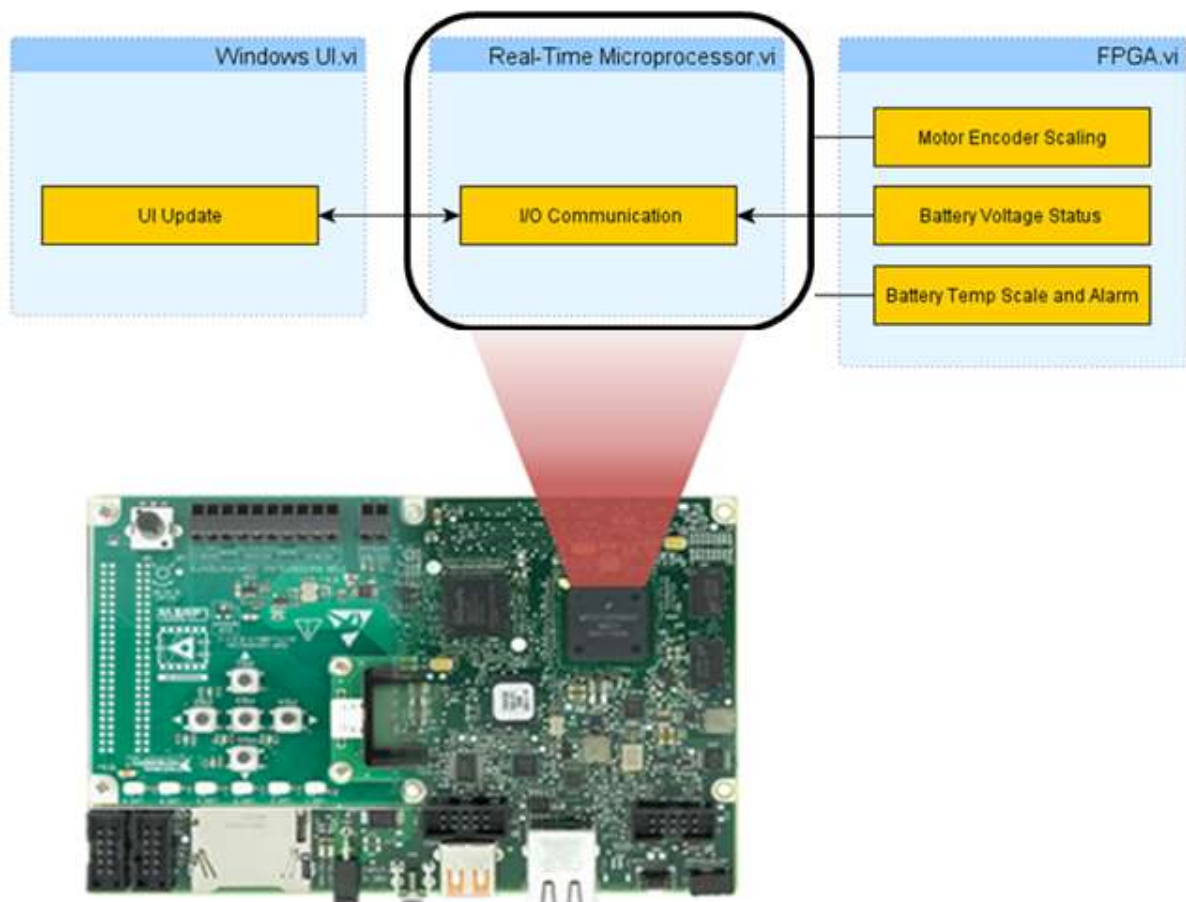 Windows UI.vi
Real-Time Microprocessor.vi
FPGA.vi
Motor Encoder Scaling
UI Update
I/O Communication
Battery Voltage Status
Battery Temp Scale and Alarm